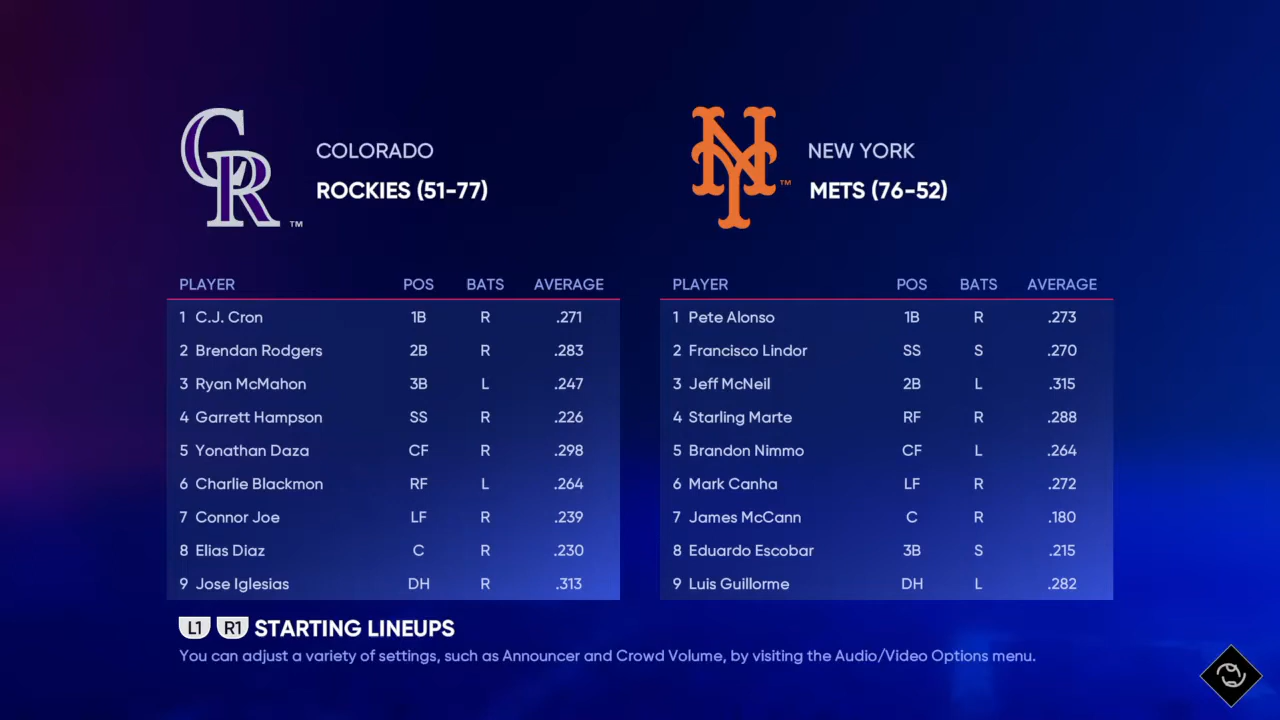 COLORADO
ROCKIES (51-77)
NEW YORK
METS (76-52)
CR ™
NY ™
PLAYER POS BATS AVERAGE
1 C.J. Cron 1B R .271
2 Brendan Rodgers 2B R .283
3 Ryan McMahon 3B L .247
4 Garrett Hampson SS R .226
5 Yonathan Daza CF R .298
6 Charlie Blackmon RF L .264
7 Connor Joe LF R .239
8 Elias Diaz C R .230
9 Jose Iglesias DH R .313
PLAYER POS BATS AVERAGE
1 Pete Alonso 1B R .273
2 Francisco Lindor SS S .270
3 Jeff McNeil 2B L .315
4 Starling Marte RF R .288
5 Brandon Nimmo CF L .264
6 Mark Canha LF R .272
7 James McCann C R .180
8 Eduardo Escobar 3B S .215
9 Luis Guillorme DH L .282
L1 R1 STARTING LINEUPS
You can adjust a variety of settings, such as Announcer and Crowd Volume, by visiting the Audio/Video Options menu.